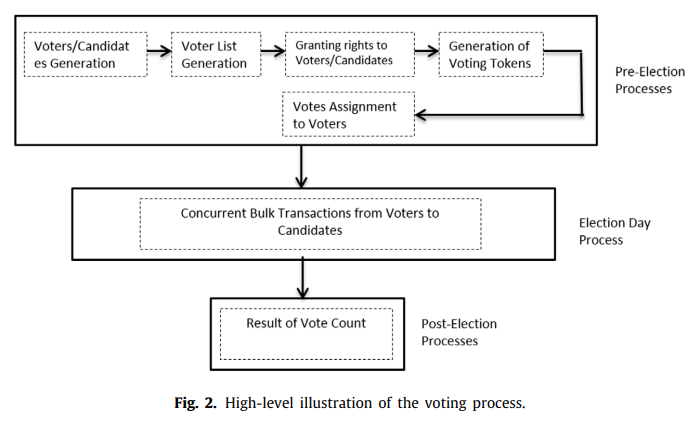 Voters/Candidat
es Generation
Voter List
Generation
Granting rights to
Voters/Candidates
Generation of
Voting Tokens
Pre-Election
Processes
Votes Assignment
to Voters
Concurrent Bulk Transactions from Voters to
Candidates
Election Day
Process
Result of Vote Count
Post-Election
Processes
Fig. 2. High-level illustration of the voting process.